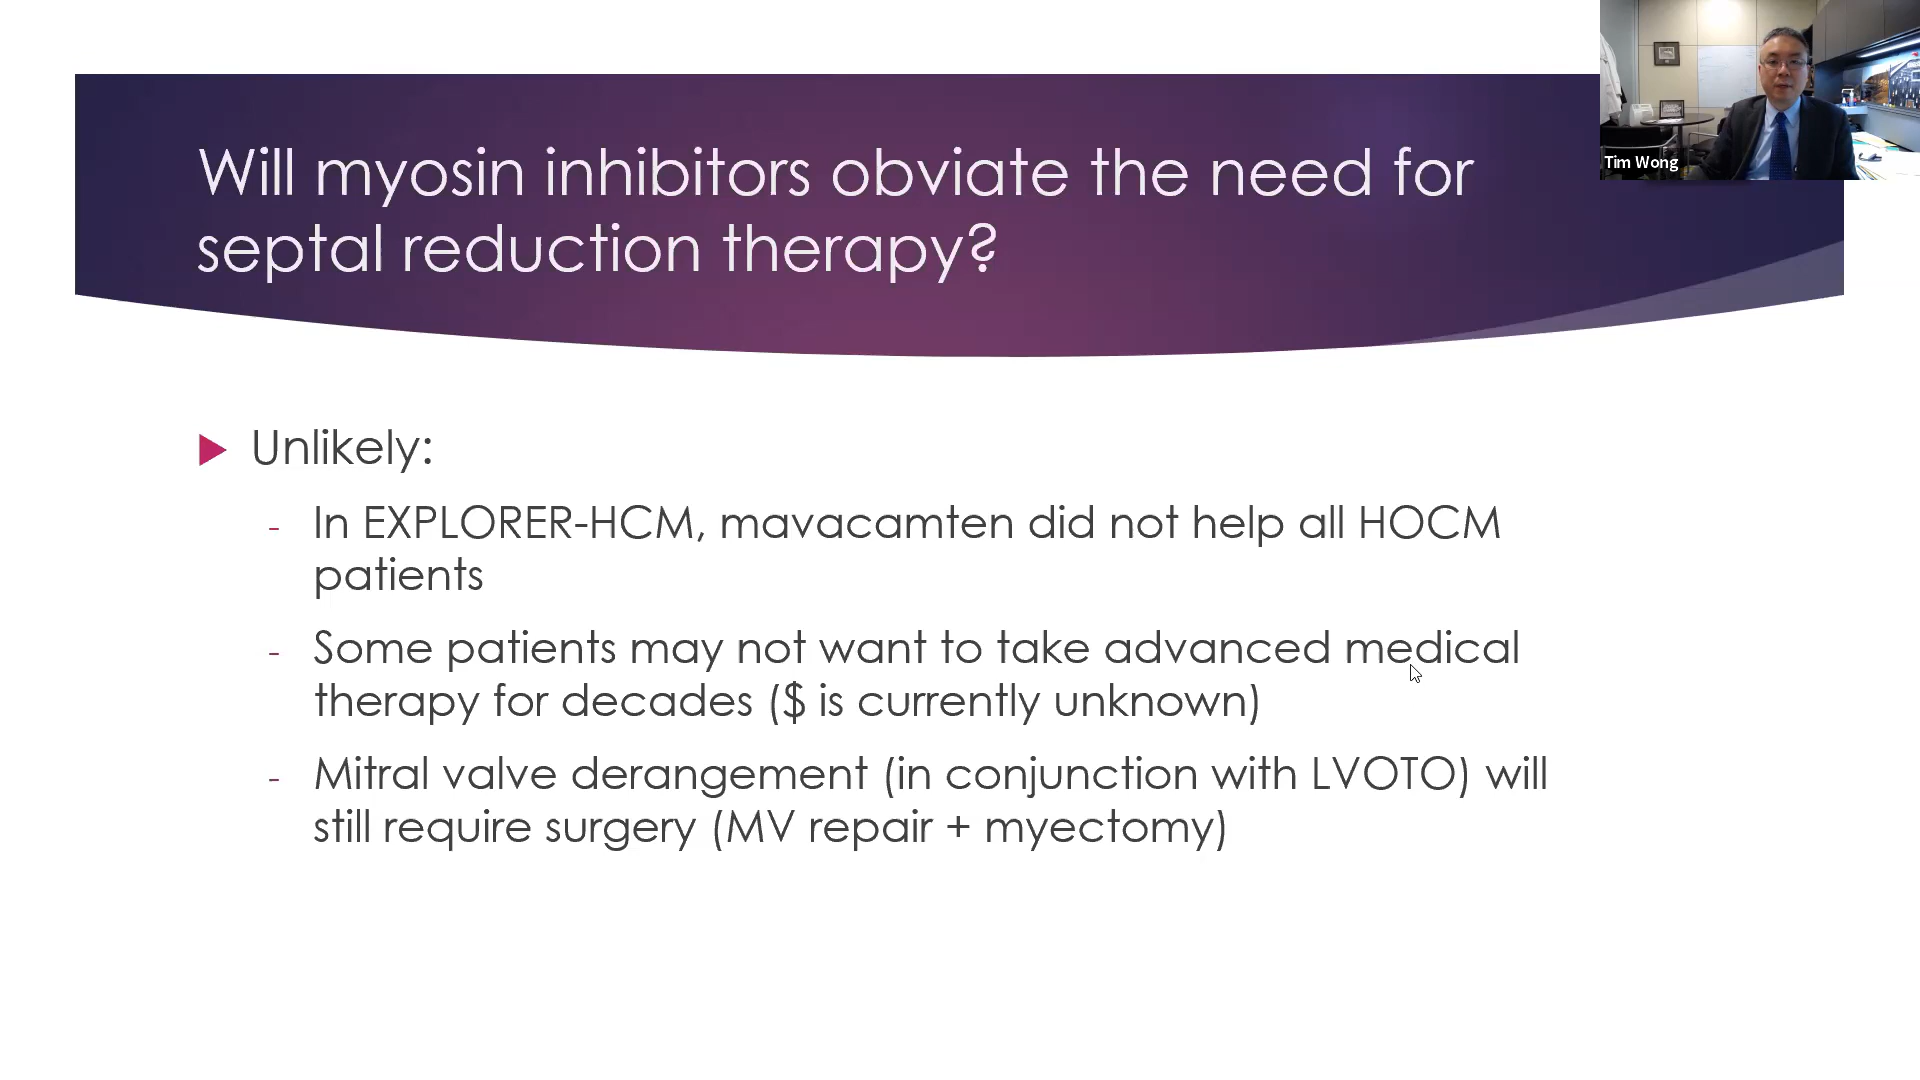 Tim Wong
Will myosin inhibitors obviate the need for
septal reduction therapy?
Unlikely:
- In EXPLORER-HCM, mavacamten did not help all HOCM
patients
- Some patients may not want to take advanced medical
therapy for decades ($ is currently unknown)
- Mitral valve derangement (in conjunction with LVOTO) will
still require surgery (MV repair + myectomy)